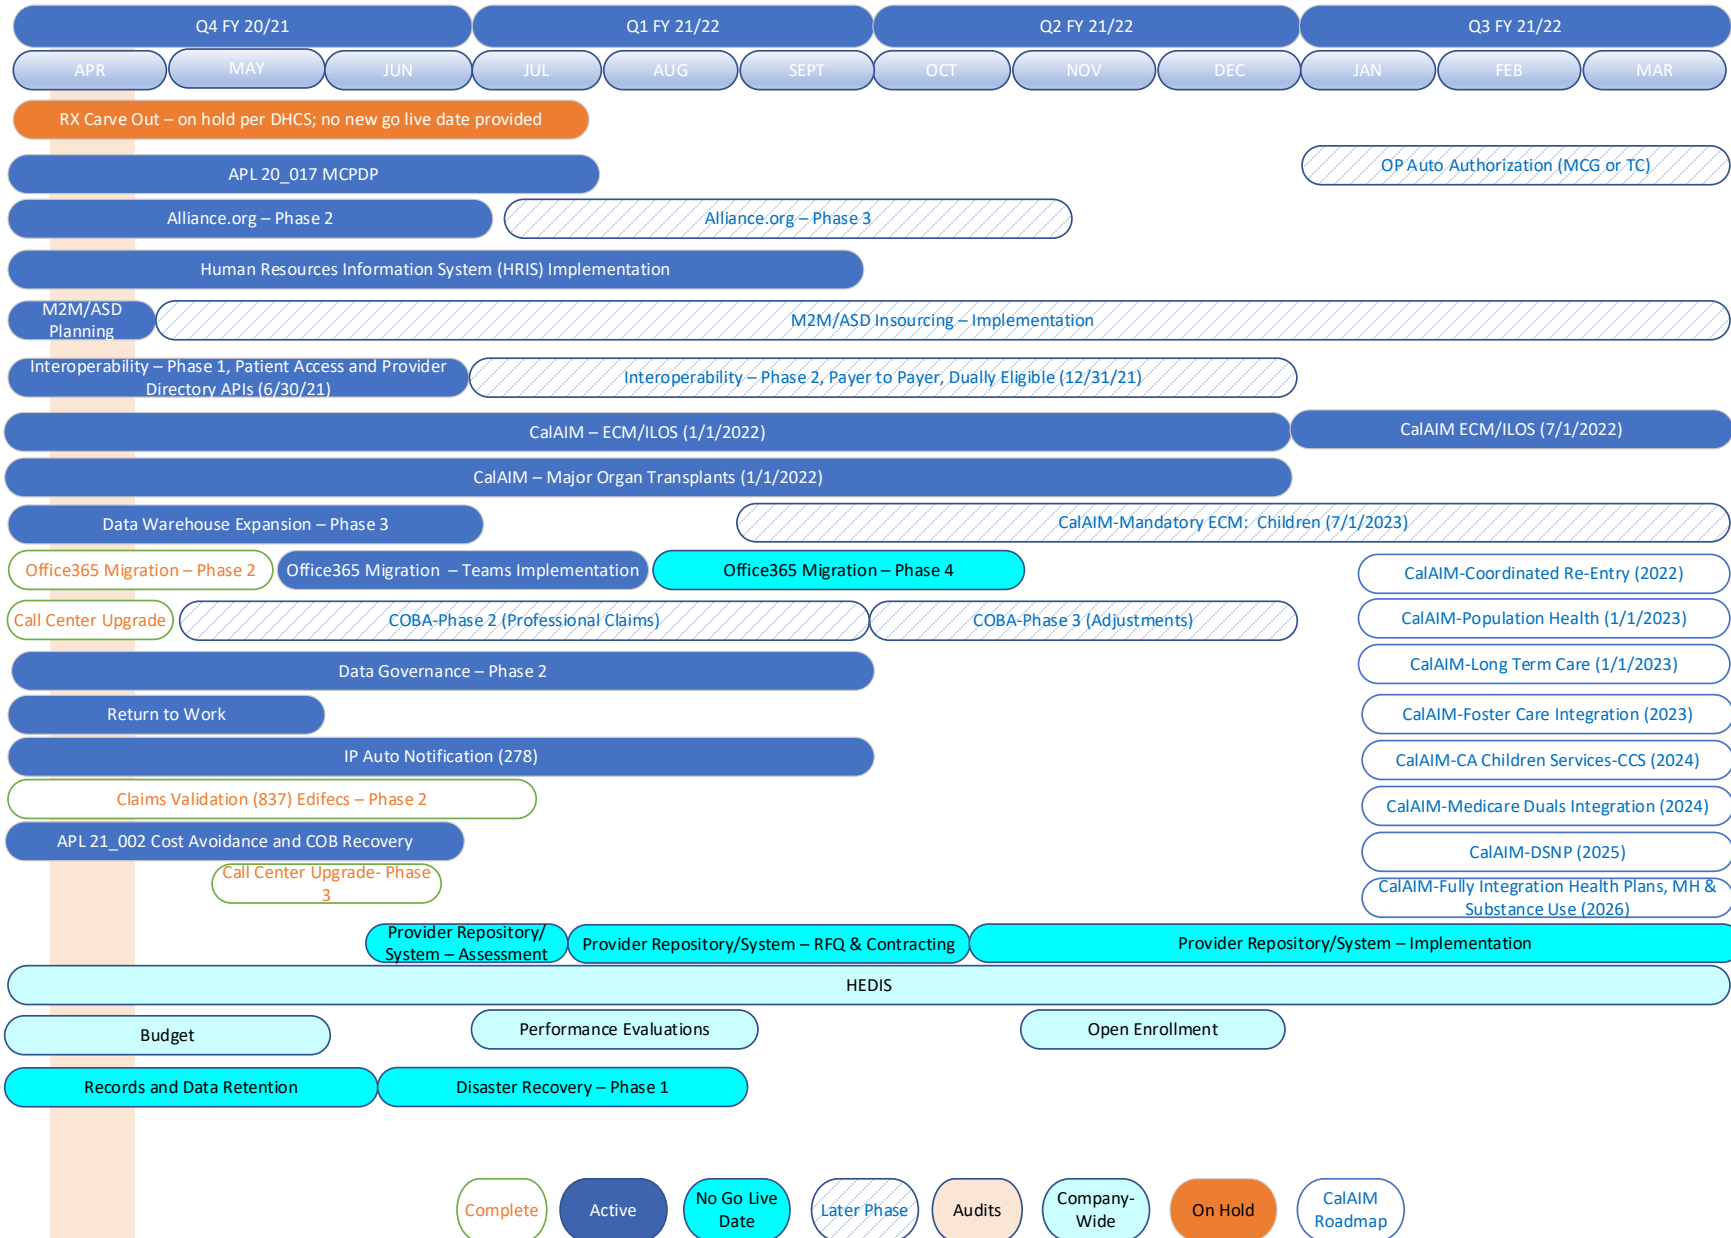 Q4 FY 20/21
Q1 FY 21/22
Q2 FY 21/22
Q3 FY 21/22
APR
MAY
JUN
JUL
AUG
SEPT
OCT
NOV
DEC
JAN
FEB
MAR
RX Carve Out – on hold per DHCS; no new go live date provided
APL 20_017 MCPDP
OP Auto Authorization (MCG or TC)
Alliance.org – Phase 2
Alliance.org – Phase 3
Human Resources Information System (HRIS) Implementation
M2M/ASD
Planning
M2M/ASD Insourcing – Implementation
Interoperability – Phase 1, Patient Access and Provider
Directory APIs (6/30/21)
Interoperability – Phase 2, Payer to Payer, Dually Eligible (12/31/21)
CalAIM – ECM/ILOS (1/1/2022)
CalAIM ECM/ILOS (7/1/2022)
CalAIM – Major Organ Transplants (1/1/2022)
Data Warehouse Expansion – Phase 3
CalAIM-Mandatory ECM: Children (7/1/2023)
Office365 Migration – Phase 2
Office365 Migration – Teams Implementation
Office365 Migration – Phase 4
CalAIM-Coordinated Re-Entry (2022)
Call Center Upgrade
COBA-Phase 2 (Professional Claims)
COBA-Phase 3 (Adjustments)
CalAIM-Population Health (1/1/2023)
Data Governance – Phase 2
CalAIM-Long Term Care (1/1/2023)
Return to Work
CalAIM-Foster Care Integration (2023)
IP Auto Notification (278)
CalAIM-CA Children Services-CCS (2024)
Claims Validation (837) Edifecs – Phase 2
CalAIM-Medicare Duals Integration (2024)
APL 21_002 Cost Avoidance and COB Recovery
CalAIM-DSNP (2025)
Call Center Upgrade- Phase
3
CalAIM-Fully Integration Health Plans, MH &
Substance Use (2026)
Provider Repository/
System – Assessment
Provider Repository/System – RFQ & Contracting
Provider Repository/System – Implementation
HEDIS
Budget
Performance Evaluations
Open Enrollment
Records and Data Retention
Disaster Recovery – Phase 1
Complete
Active
No Go Live
Date
Later Phase
Audits
Company-
Wide
On Hold
CalAIM
Roadmap